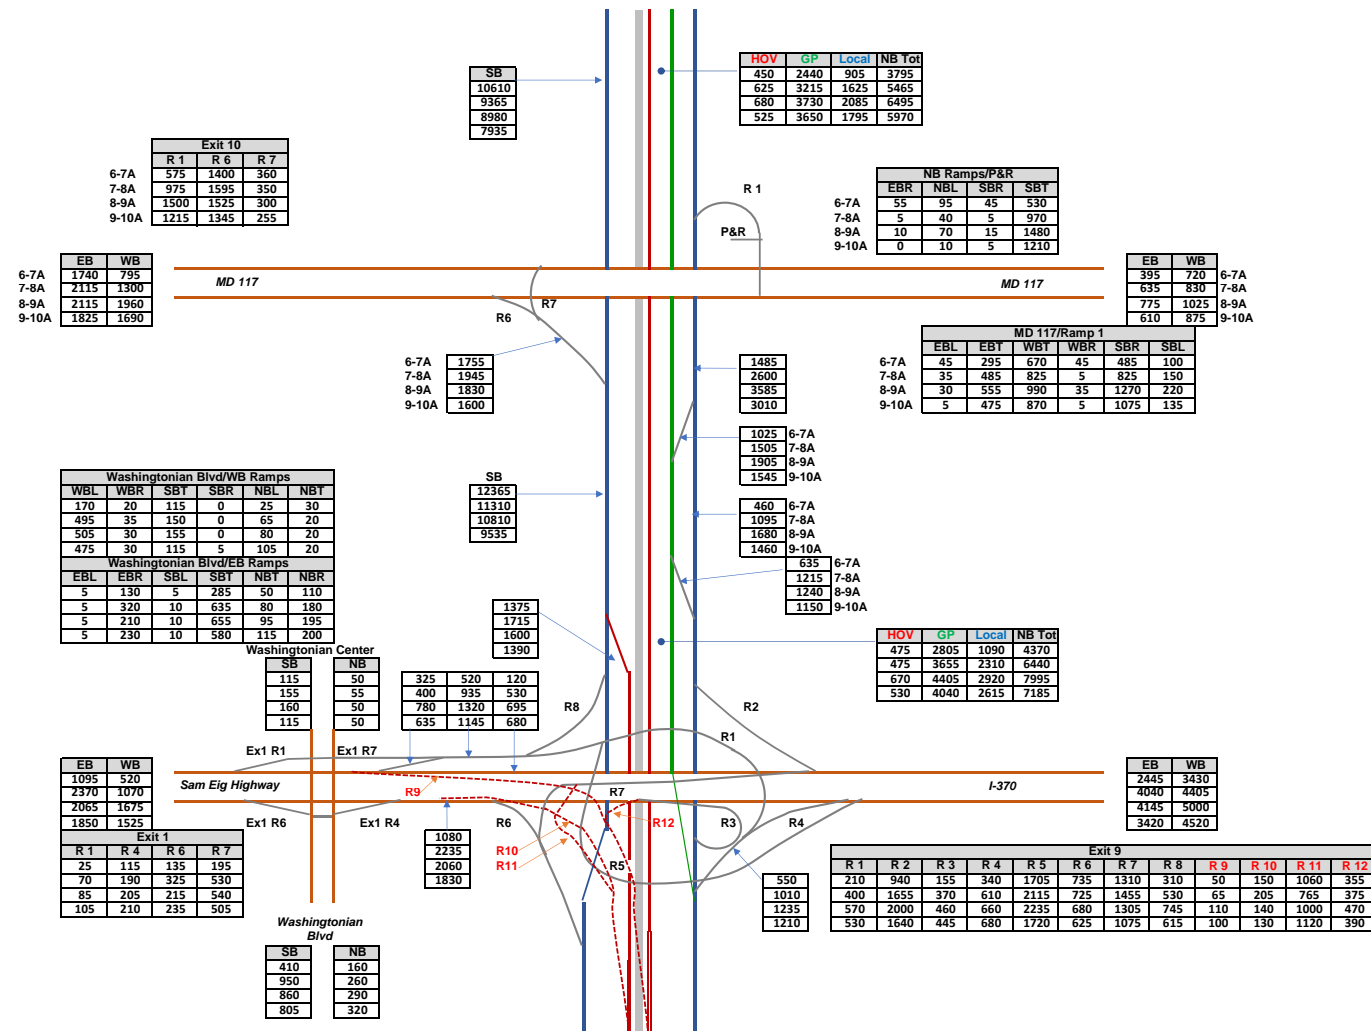 HOV GP Local NB Tot
450 2440 905 3795
625 3215 1625 5465
680 3730 2085 6495
525 3650 1795 5970
SB
10610
9365
8980
7935
Exit 10
R 1 R 6 R 7
6-7A 575 1400 360
7-8A 975 1595 350
8-9A 1500 1525 300
9-10A 1215 1345 255
NB Ramps/P&R
EBR NBL SBR SBT
6-7A 55 95 45 530
7-8A 5 40 5 970
8-9A 10 70 15 1480
9-10A 0 10 5 1210
R 1
P&R
EB WB
6-7A 1740 795
7-8A 2115 1300
8-9A 2115 1960
9-10A 1825 1690
MD 117
MD 117
EB WB
395 720 6-7A
635 830 7-8A
775 1025 8-9A
610 875 9-10A
R7
R6
MD 117/Ramp 1
EBL EBT WBT WBR SBR SBL
6-7A 45 295 670 45 485 100
7-8A 35 485 825 5 825 150
8-9A 30 555 990 35 1270 220
9-10A 5 475 870 5 1075 135
6-7A 1755
7-8A 1945
8-9A 1830
9-10A 1600
1485
2600
3585
3010
1025 6-7A
1505 7-8A
1905 8-9A
1545 9-10A
Washingtonian Blvd/WB Ramps
WBL WBR SBT SBR NBL NBT
170 20 115 0 25 30
495 35 150 0 65 20
505 30 155 0 80 20
475 30 115 5 105 20
Washingtonian Blvd/EB Ramps
EBL EBR SBL SBT NBT NBR
5 130 5 285 50 110
5 320 10 635 80 180
5 210 10 655 95 195
5 230 10 580 115 200
SB
12365
11310
10810
9535
460 6-7A
1095 7-8A
1680 8-9A
1460 9-10A
635 6-7A
1215 7-8A
1240 8-9A
1150 9-10A
1375
1715
1600
1390
HOV GP Local NB Tot
475 2805 1090 4370
475 3655 2310 6440
670 4405 2920 7995
530 4040 2615 7185
Washingtonian Center
SB NB
115 50
155 55
160 50
115 50
325 520 120
400 935 530
780 1320 695
635 1145 680
R8
R2
R1
Ex1 R1
Ex1 R7
EB WB
1095 520
2370 1070
2065 1675
1850 1525
Sam Eig Highway
R9
R7
I-370
EB WB
2445 3430
4040 4405
4145 5000
3420 4520
Ex1 R6
Ex1 R4
R6
R12
R3
R4
Exit 1
R 1 R 4 R 6 R 7
25 115 135 195
70 190 325 530
85 205 215 540
105 210 235 505
1080
2235
2060
1830
R10
R11
R5
550
1010
1235
1210
Exit 9
R 1 R 2 R 3 R 4 R 5 R 6 R 7 R 8 R 9 R 10 R 11 R 12
210 940 155 340 1705 735 1310 310 50 150 1060 355
400 1655 370 610 2115 725 1455 530 65 205 765 375
570 2000 460 660 2235 680 1305 745 110 140 1000 470
530 1640 445 680 1720 625 1075 615 100 130 1120 390
Washingtonian
Blvd
SB NB
410 160
950 260
860 290
805 320